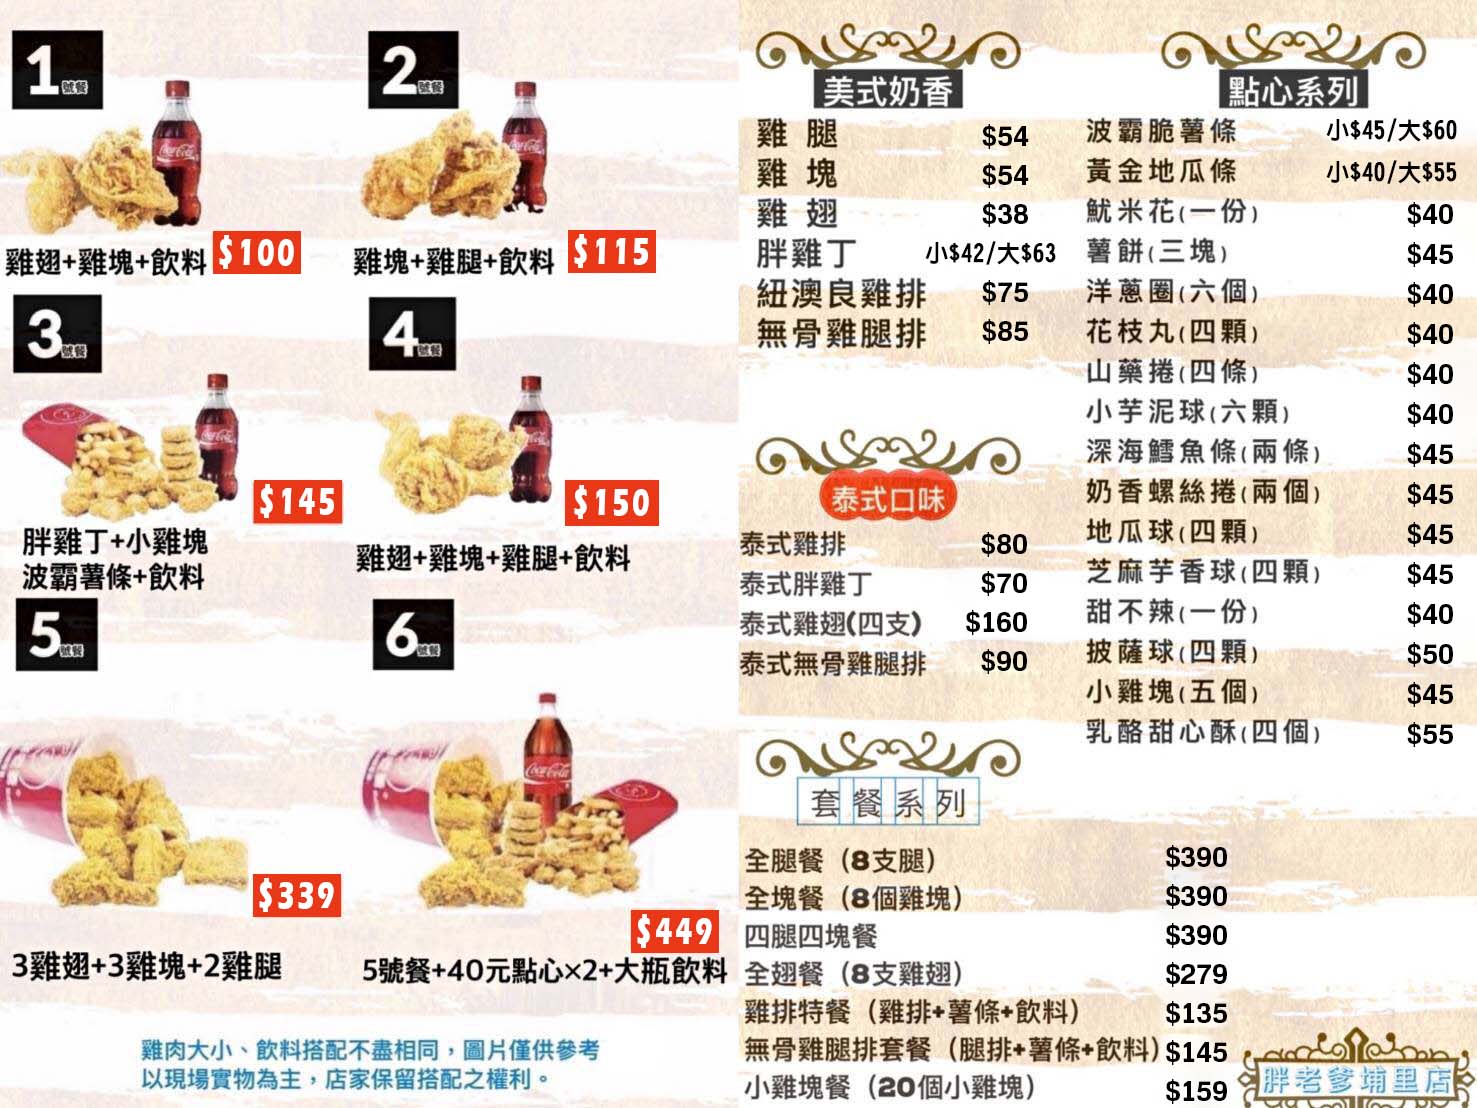 1號餐
雞翅+雞塊+飲料 $100
2號餐
雞塊+雞腿+飲料 $115
3號餐
$145
胖雞丁+小雞塊
波霸薯條+飲料
4號餐
$150
雞翅+雞塊+雞腿+飲料
5號餐
$339
3雞翅+3雞塊+2雞腿
6號餐
$449
5號餐+40元點心×2+大瓶飲料
雞肉大小、飲料搭配不盡相同，圖片僅供參考
以現場實物為主，店家保留搭配之權利。
美式奶香
雞腿 $54
雞塊 $54
雞翅 $38
胖雞丁 小$42/大$63
紐澳良雞排 $75
無骨雞腿排 $85
泰式口味
泰式雞排 $80
泰式胖雞丁 $70
泰式雞翅(四支) $160
泰式無骨雞腿排 $90
點心系列
波霸脆薯條 小$45/大$60
黃金地瓜條 小$40/大$55
魷米花(一份) $40
薯餅(三塊) $45
洋蔥圈(六個) $40
花枝丸(四顆) $40
山藥捲(四條) $40
小芋泥球(六顆) $40
深海鱈魚條(兩條) $45
奶香螺絲捲(兩個) $45
地瓜球(四顆) $45
芝麻芋香球(四顆) $45
甜不辣(一份) $40
披薩球(四顆) $50
小雞塊(五個) $45
乳酪甜心酥(四個) $55
套餐系列
全腿餐（8支腿） $390
全塊餐（8個雞塊） $390
四腿四塊餐 $390
全翅餐（8支雞翅） $279
雞排特餐（雞排+薯條+飲料） $135
無骨雞腿排套餐（腿排+薯條+飲料） $145
小雞塊餐（20個小雞塊） $159
胖老爹埔里店
Coca-Cola
Coca-Cola
Coca-Cola
Coca-Cola
Coca-Cola